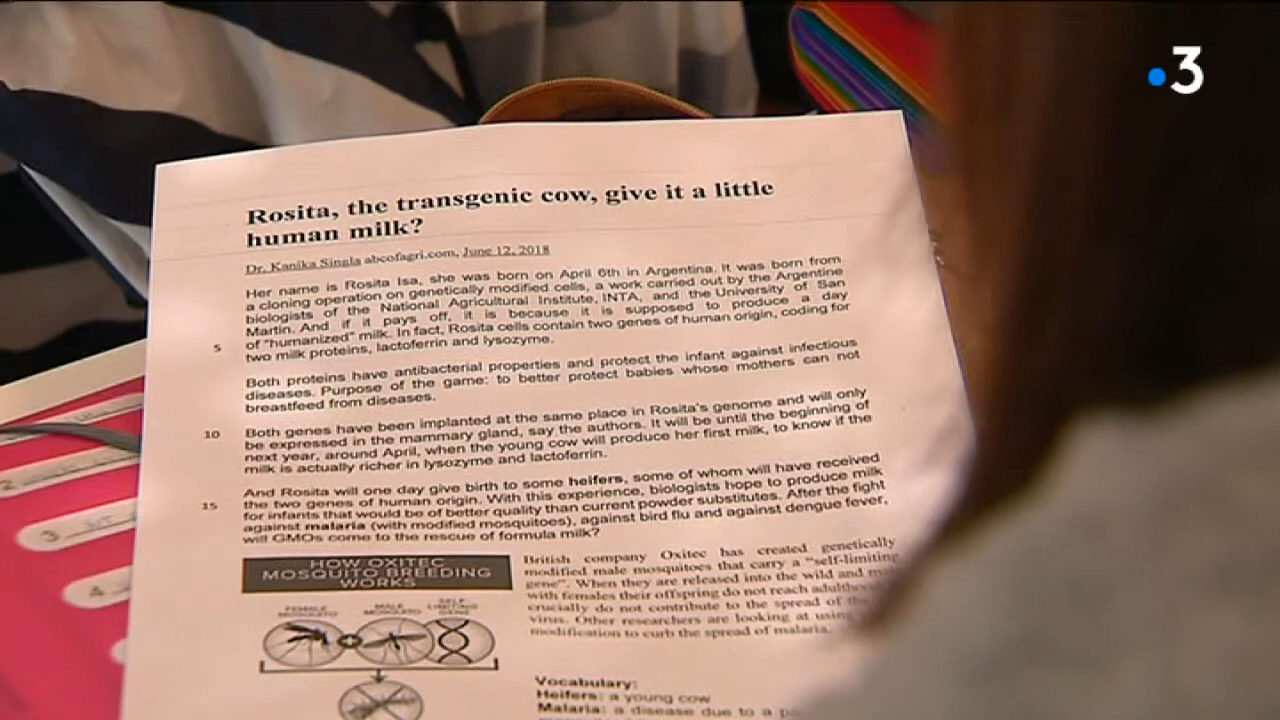 3
Rosita, the transgenic cow, give it a little
human milk?
Dr. Kanika Singla abcofagri.com, June 12, 2018
Her name is Rosita Isa, she was born on April 6th in Argentina. It was born from
a cloning operation on genetically modified cells, a work carried out by the Argentine
biologists of the National Agricultural Institute, INTA, and the University of San
Martin. And if it pays off, it is because it is supposed to produce a day
of "humanized" milk. In fact, Rosita cells contain two genes of human origin, coding for
5 two milk proteins, lactoferrin and lysozyme.
Both proteins have antibacterial properties and protect the infant against infectious
diseases. Purpose of the game: to better protect babies whose mothers can not
breastfeed from diseases.
10 Both genes have been implanted at the same place in Rosita's genome and will only
be expressed in the mammary gland, say the authors. It will be until the beginning of
next year, around April, when the young cow will produce her first milk, to know if the
milk is actually richer in lysozyme and lactoferrin.
And Rosita will one day give birth to some heifers, some of whom will have received
15 the two genes of human origin. With this experience, biologists hope to produce milk
for infants that would be of better quality than current powder substitutes. After the fight
against malaria (with modified mosquitoes), against bird flu and against dengue fever,
will GMOs come to the rescue of formula milk?
HOW OXITEC
MOSQUITO BREEDING
WORKS
FEMALE
MOSQUITO
MALE
MOSQUITO
SELF-
LIMITING
GENE
British company Oxitec has created genetically
modified male mosquitoes that carry a "self-limiting
gene". When they are released into the wild and
with females their offspring do not reach
crucially do not contribute to the spread of
virus. Other researchers are looking at
modification to curb the spread of malaria.
Vocabulary:
Heifers: a young cow
Malaria: a disease due to a
2
3
4